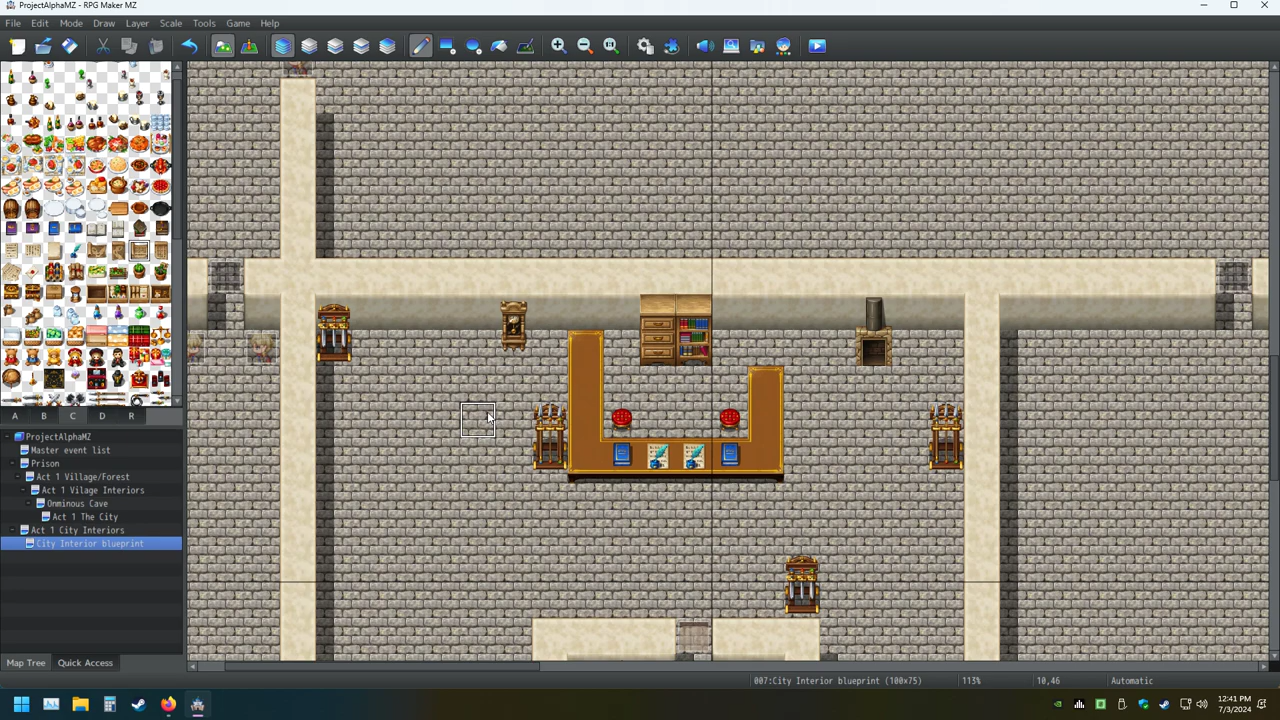 ProjectAlphaMZ - RPG Maker MZ
File Edit Mode Draw Layer Scale Tools Game Help
A B C D R
ProjectAlphaMZ
Master event list
Prison
Act 1 Village/Forest
Act 1 Vilage Interiors
Onminous Cave
Act 1 The City
Act 1 City Interiors
City Interior blueprint
Map Tree Quick Access
007:City Interior blueprint (100x75) 113% 10,46 Automatic
12:41 PM
7/3/2024